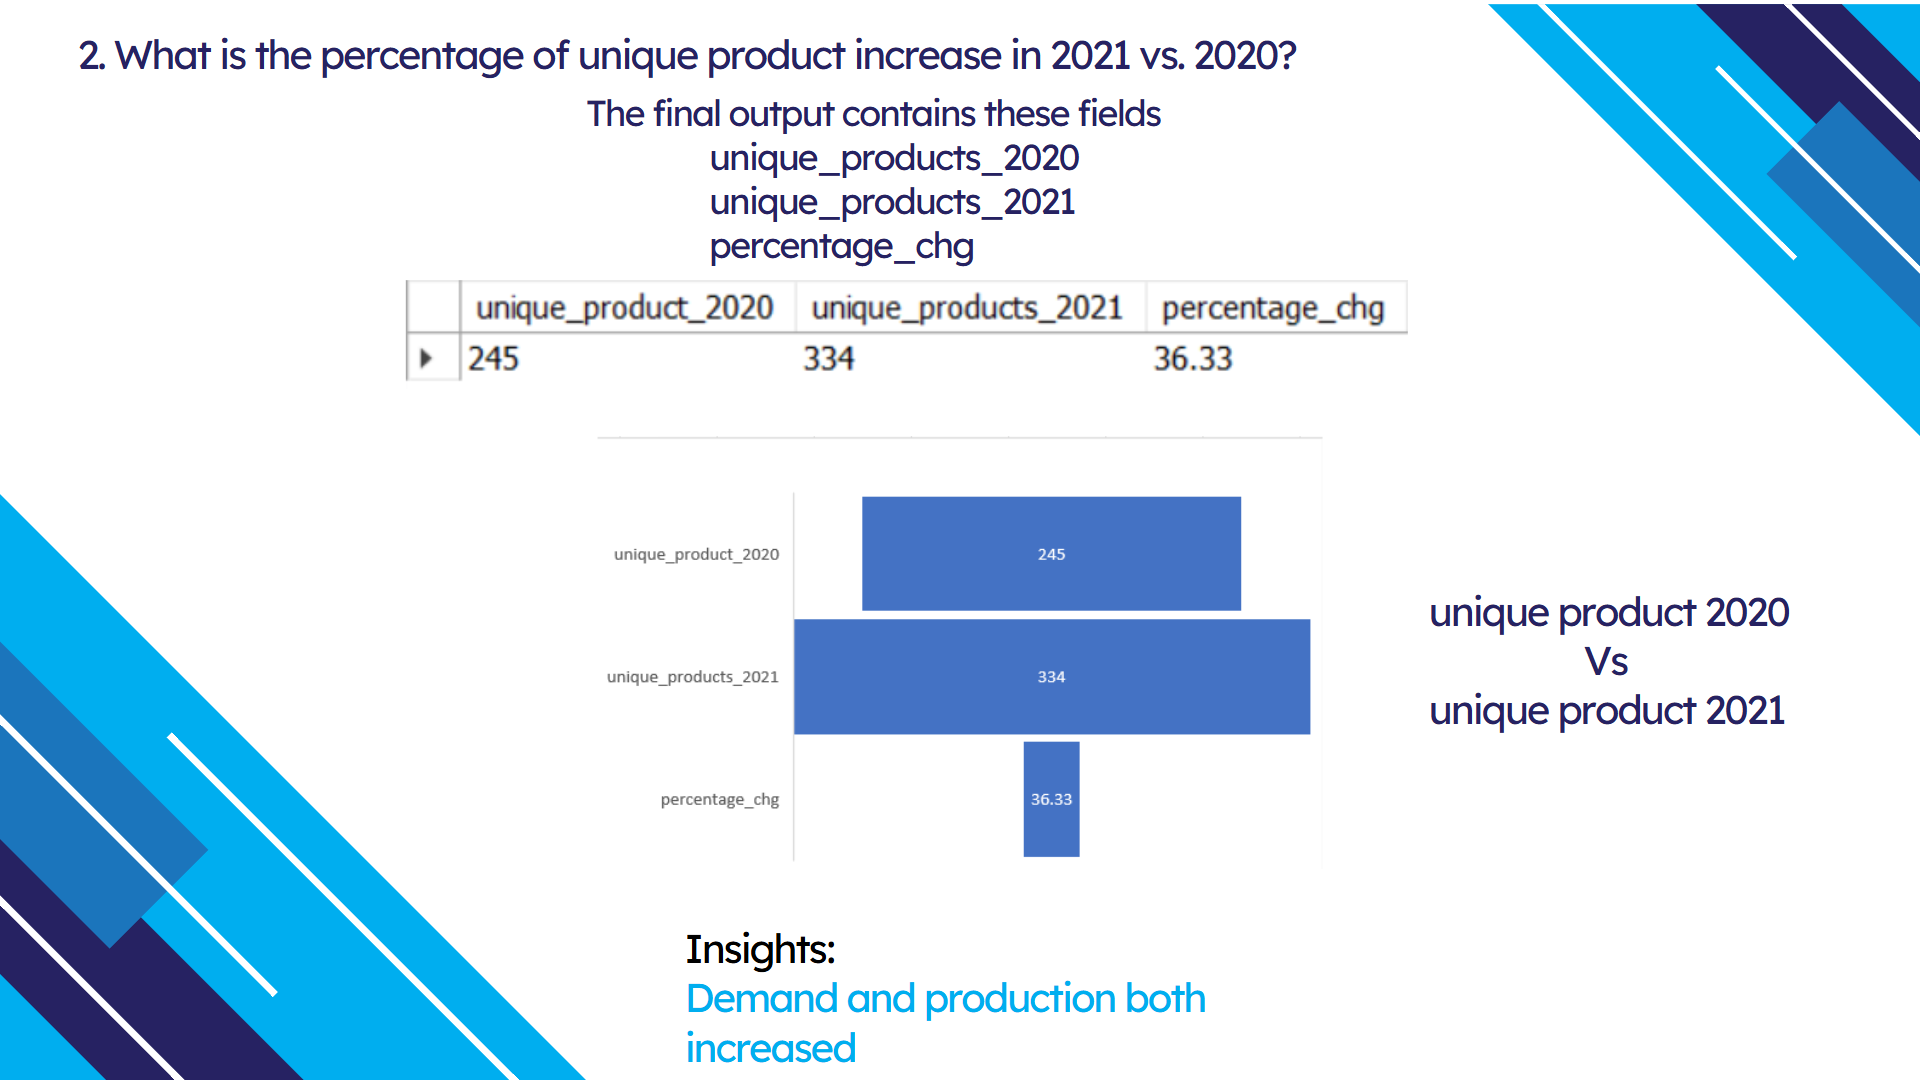 2. What is the percentage of unique product increase in 2021 vs. 2020?
The final output contains these fields
unique_products_2020
unique_products_2021
percentage_chg
unique_product_2020 unique_products_2021 percentage_chg
245 334 36.33
unique_product_2020 245
unique_products_2021 334
percentage_chg 36.33
unique product 2020
Vs
unique product 2021
Insights:
Demand and production both
increased